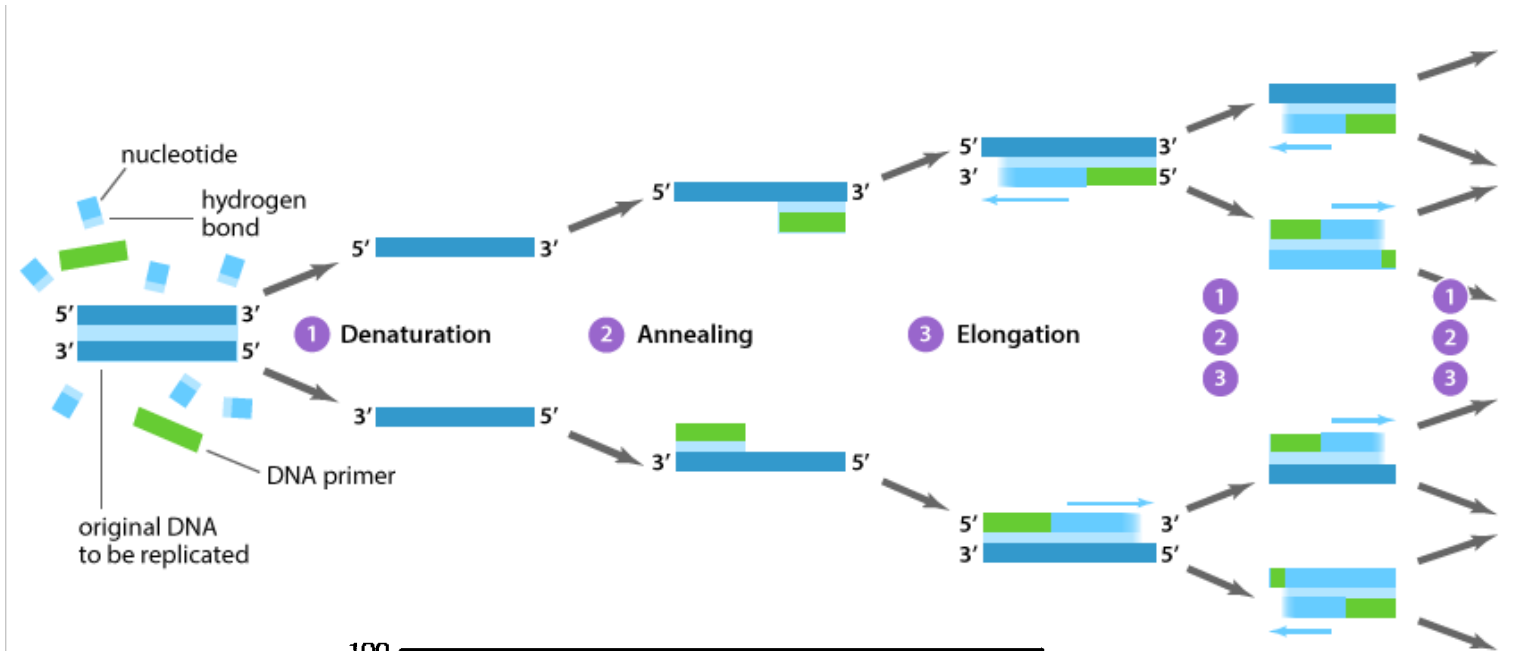 nucleotide
hydrogen
bond
5′ 3′
3′ 5′
DNA primer
original DNA
to be replicated
5′ 3′
1 Denaturation
3′ 5′
5′ 3′
2 Annealing
3′ 5′
5′ 3′
3′ 5′
3 Elongation
5′ 3′
3′ 5′
1
2
3
1
2
3